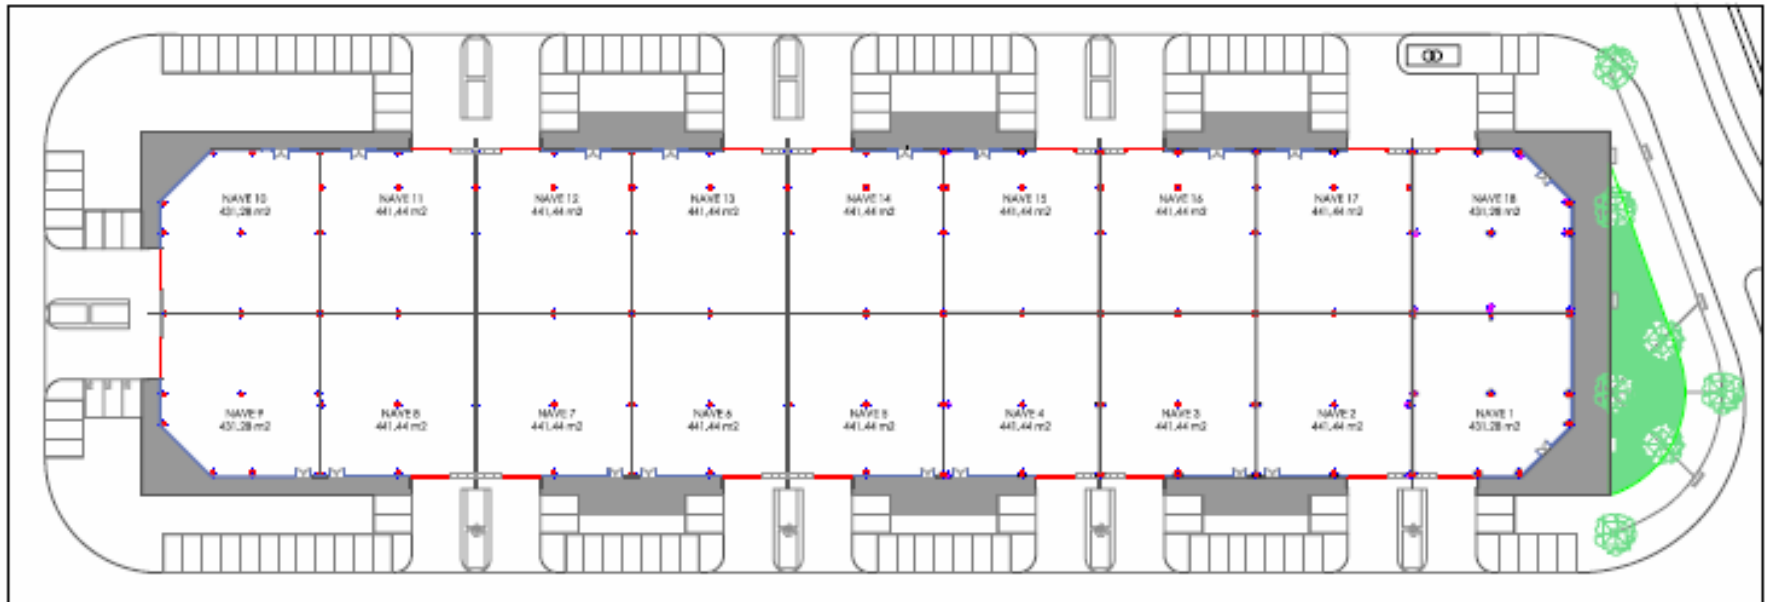 NAVE 10
431,28 m2
NAVE 11
441,44 m2
NAVE 12
441,44 m2
NAVE 13
441,44 m2
NAVE 14
441,44 m2
NAVE 15
441,44 m2
NAVE 16
441,44 m2
NAVE 17
441,44 m2
NAVE 18
431,28 m2
NAVE 9
431,28 m2
NAVE 8
441,44 m2
NAVE 7
441,44 m2
NAVE 6
441,44 m2
NAVE 5
441,44 m2
NAVE 4
441,44 m2
NAVE 3
441,44 m2
NAVE 2
441,44 m2
NAVE 1
431,28 m2